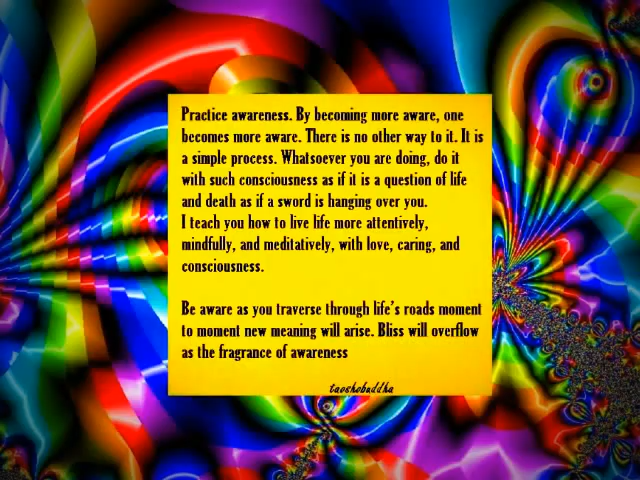 Practice awareness. By becoming more aware, one
becomes more aware. There is no other way to it. It is
a simple process. Whatsoever you are doing, do it
with such consciousness as if it is a question of life
and death as if a sword is hanging over you.
I teach you how to live life more attentively,
mindfully, and meditatively, with love, caring, and
consciousness.
Be aware as you traverse through life's roads moment
to moment new meaning will arise. Bliss will overflow
as the fragrance of awareness
taoshobuddha